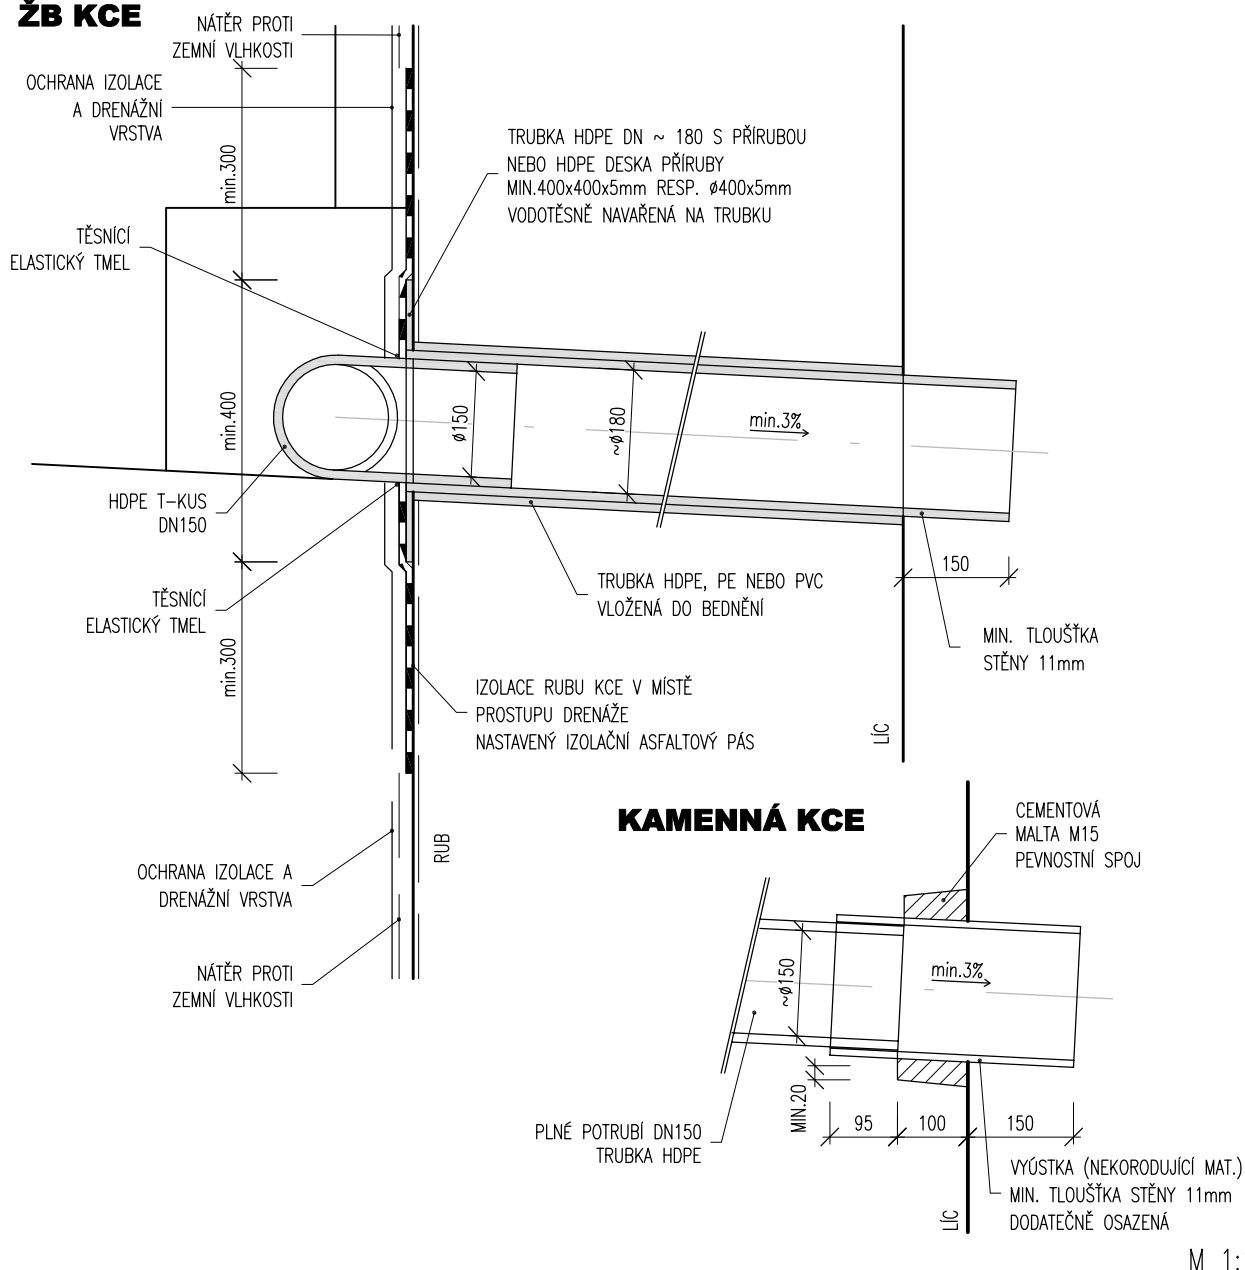 ŽB KCE
NÁTĚR PROTI
ZEMNÍ VLHKOSTI
OCHRANA IZOLACE
A DRENÁŽNÍ
VRSTVA
min.300
TRUBKA HDPE DN ~ 180 S PŘÍRUBOU
NEBO HDPE DESKA PŘÍRUBY
MIN.400x400x5mm RESP. ø400x5mm
VODOTĚSNĚ NAVAŘENÁ NA TRUBKU
TĚSNÍCÍ
ELASTICKÝ TMEL
min.400
ø150
~ø180
min.3%
HDPE T-KUS
DN150
150
TĚSNÍCÍ
ELASTICKÝ TMEL
TRUBKA HDPE, PE NEBO PVC
VLOŽENÁ DO BEDNĚNÍ
MIN. TLOUŠŤKA
STĚNY 11mm
min.300
IZOLACE RUBU KCE V MÍSTĚ
PROSTUPU DRENÁŽE
NASTAVENÝ IZOLAČNÍ ASFALTOVÝ PÁS
LÍC
RUB
OCHRANA IZOLACE A
DRENÁŽNÍ VRSTVA
NÁTĚR PROTI
ZEMNÍ VLHKOSTI
KAMENNÁ KCE
CEMENTOVÁ
MALTA M15
PEVNOSTNÍ SPOJ
~ø150
min.3%
MIN.20
95
100
150
PLNÉ POTRUBÍ DN150
TRUBKA HDPE
VYÚSTKA (NEKORODUJÍCÍ MAT.)
MIN. TLOUŠŤKA STĚNY 11mm
DODATEČNĚ OSAZENÁ
LÍC
M 1: